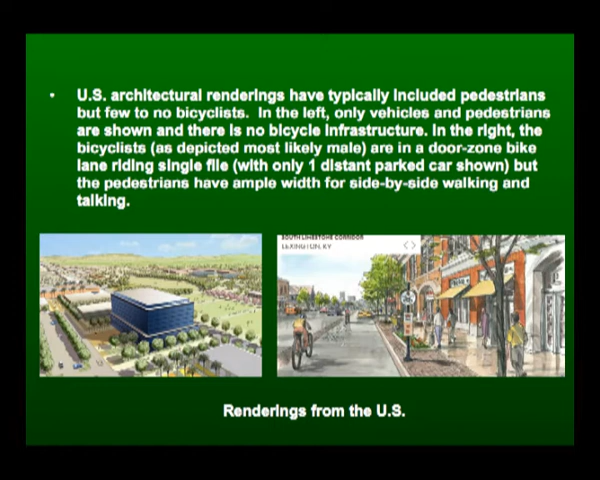 • U.S. architectural renderings have typically included pedestrians
but few to no bicyclists. In the left, only vehicles and pedestrians
are shown and there is no bicycle infrastructure. In the right, the
bicyclists (as depicted most likely male) are in a door-zone bike
lane riding single file (with only 1 distant parked car shown) but
the pedestrians have ample width for side-by-side walking and
talking.
SOUTH LIMESTONE CORRIDOR
LEXINGTON, KY
Renderings from the U.S.